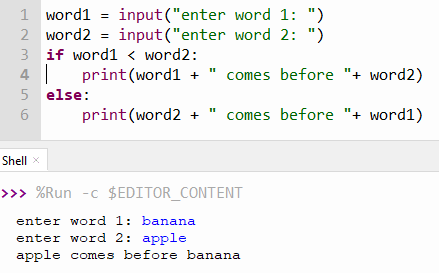 1 word1 = input("enter word 1: ")
2 word2 = input("enter word 2: ")
3 if word1 < word2:
4     print(word1 + " comes before "+ word2)
5 else:
6     print(word2 + " comes before "+ word1)
Shell ×
>>> %Run -c $EDITOR_CONTENT
enter word 1: banana
enter word 2: apple
apple comes before banana